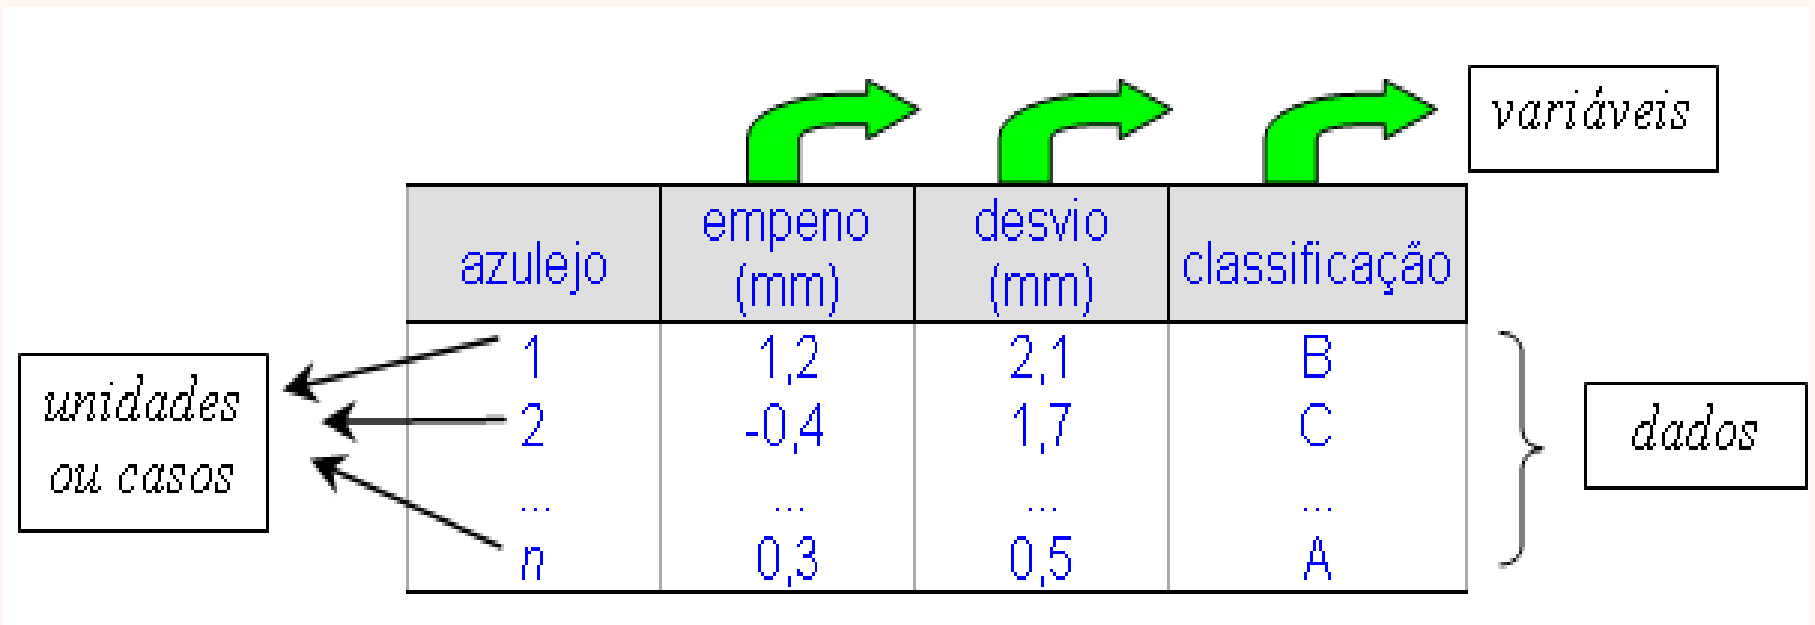 variáveis
azulejo empeno (mm) desvio (mm) classificação
1 1,2 2,1 B
2 -0,4 1,7 C
... ... ... ...
n 0,3 0,5 A
unidades
ou casos
dados